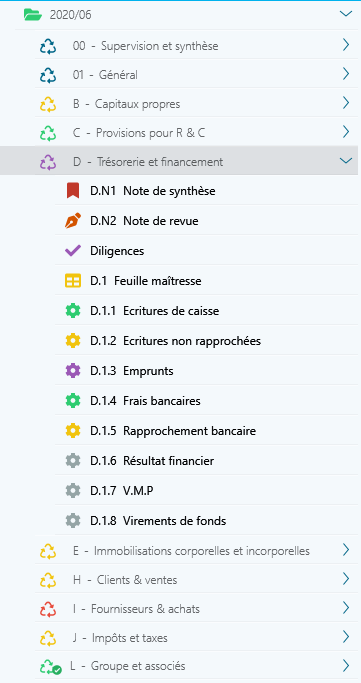 2020/06
00 - Supervision et synthèse
01 - Général
B - Capitaux propres
C - Provisions pour R & C
D - Trésorerie et financement
D.N1 Note de synthèse
D.N2 Note de revue
Diligences
D.1 Feuille maîtresse
D.1.1 Ecritures de caisse
D.1.2 Ecritures non rapprochées
D.1.3 Emprunts
D.1.4 Frais bancaires
D.1.5 Rapprochement bancaire
D.1.6 Résultat financier
D.1.7 V.M.P
D.1.8 Virements de fonds
E - Immobilisations corporelles et incorporelles
H - Clients & ventes
I - Fournisseurs & achats
J - Impôts et taxes
L - Groupe et associés